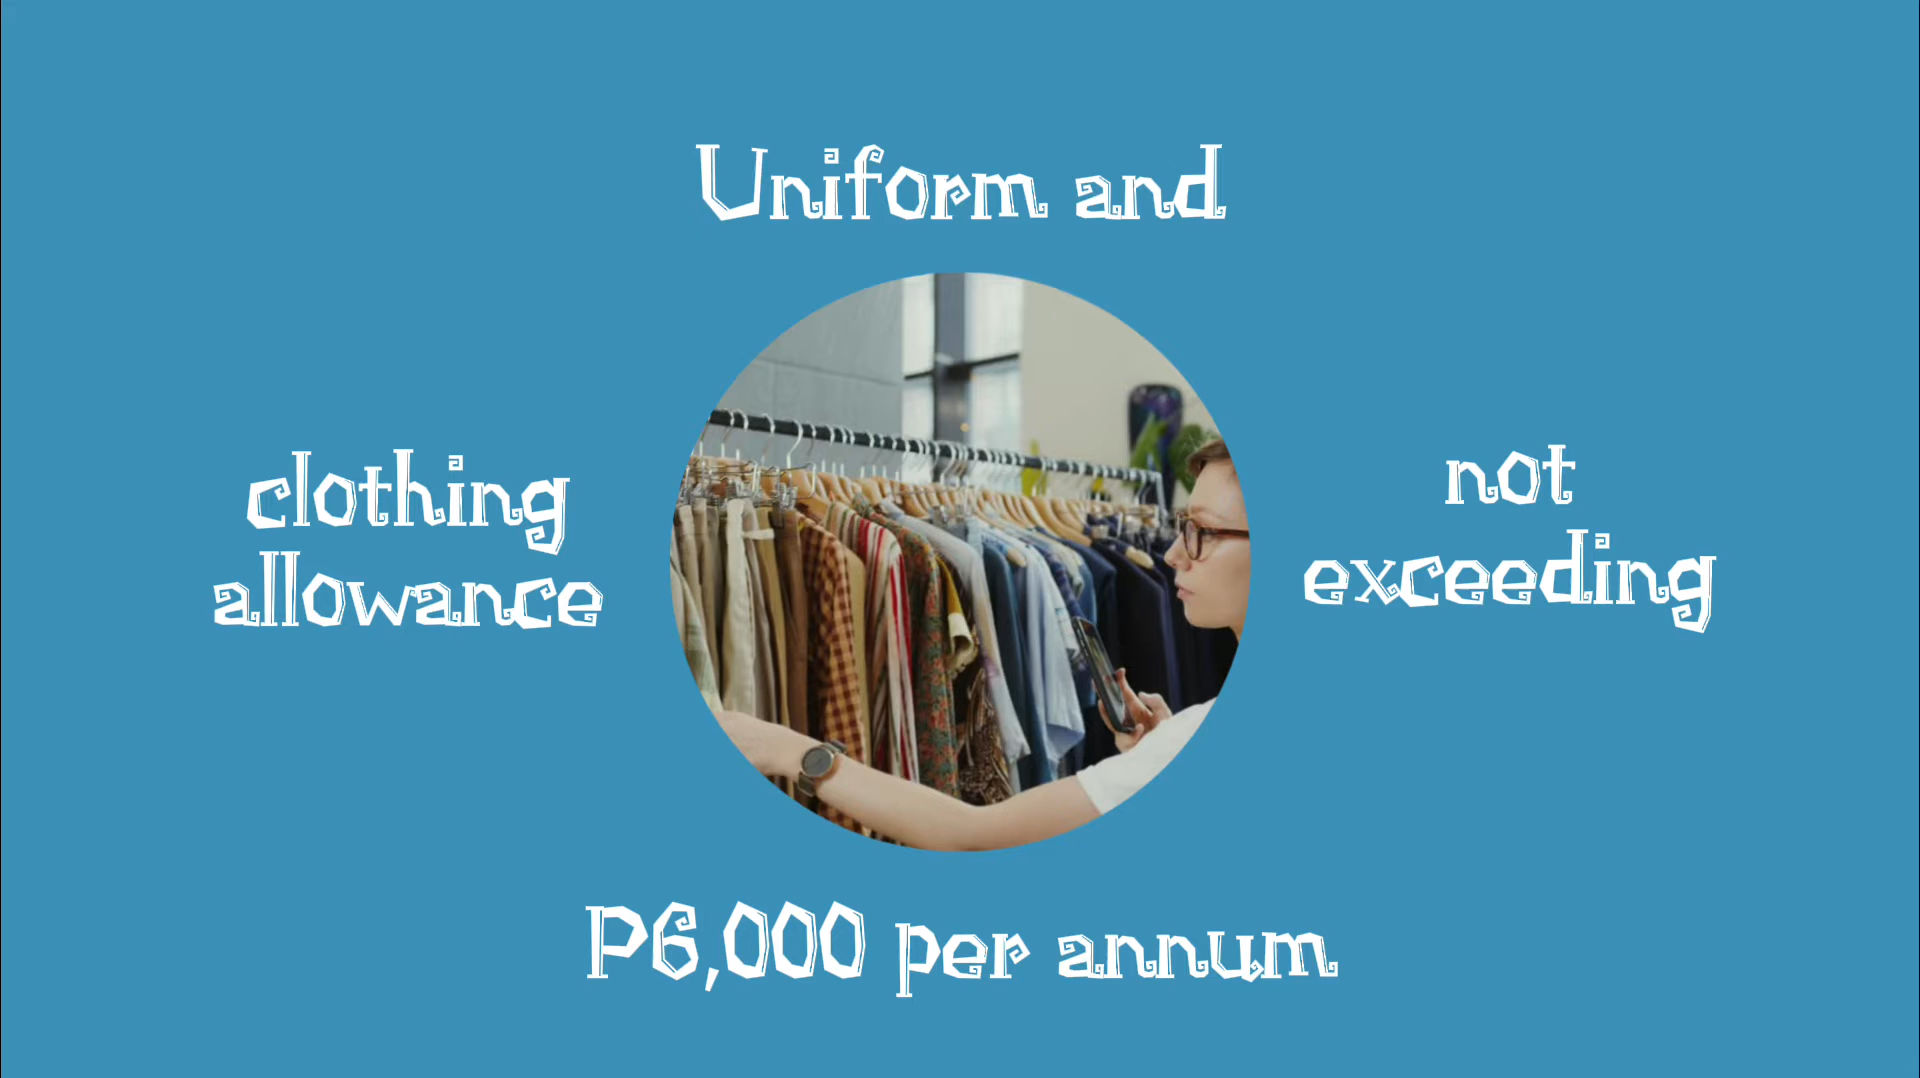 Uniform and
clothing
allowance
not
exceeding
P6,000 per annum